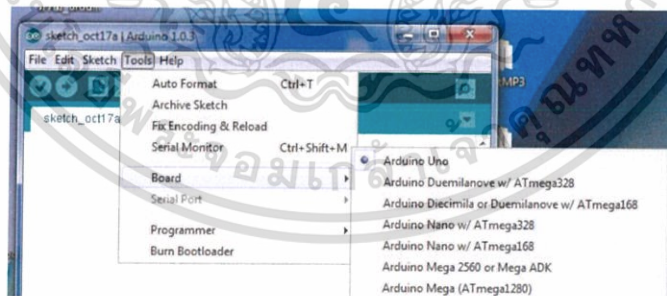 sketch_oct17a | Arduino 1.0.3
File Edit Sketch Tools Help
MP3
sketch_oct17a
Auto Format Ctrl+T
Archive Sketch
Fix Encoding & Reload
Serial Monitor Ctrl+Shift+M
Board
Serial Port
Programmer
Burn Bootloader
Arduino Uno
Arduino Duemilanove w/ ATmega328
Arduino Diecimila or Duemilanove w/ ATmega168
Arduino Nano w/ ATmega328
Arduino Nano w/ ATmega168
Arduino Mega 2560 or Mega ADK
Arduino Mega (ATmega1280)